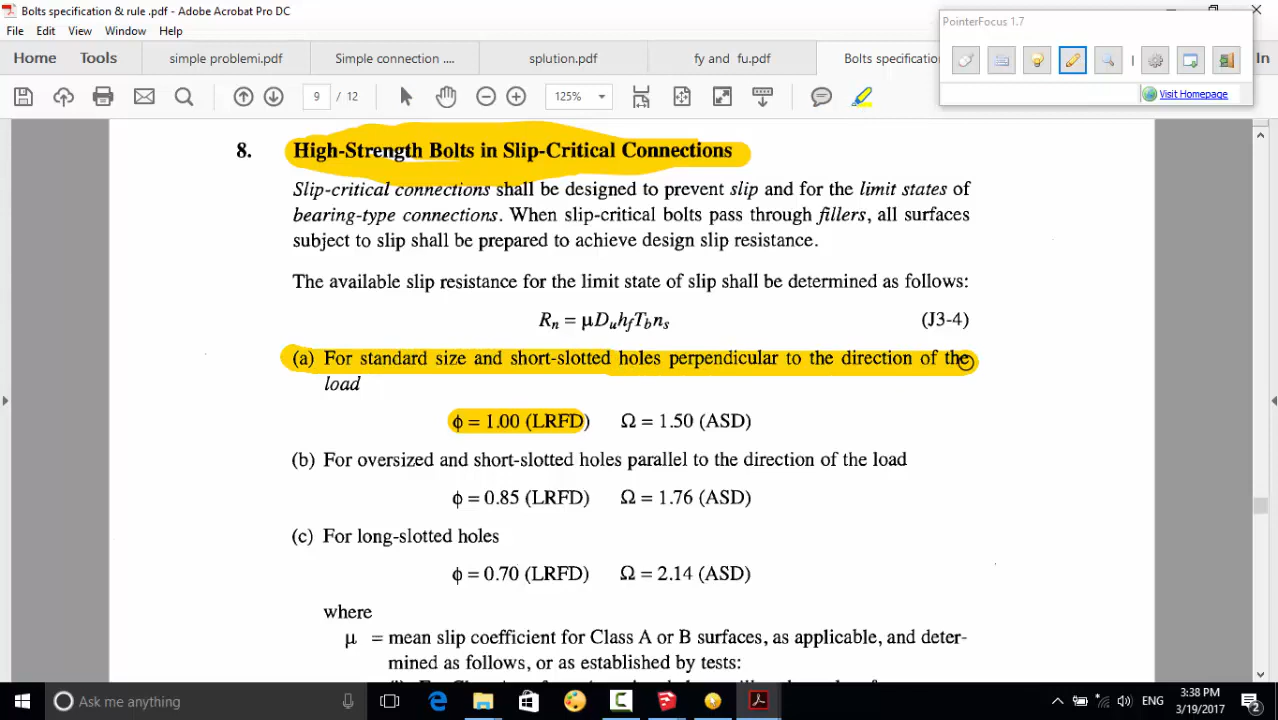 Bolts specification & rule .pdf - Adobe Acrobat Pro DC
File Edit View Window Help
PointerFocus 1.7
Home Tools simple problemi.pdf Simple connection .... splution.pdf fy and fu.pdf Bolts specification In
9 / 12 125%
Visit Homepage
8. High-Strength Bolts in Slip-Critical Connections
Slip-critical connections shall be designed to prevent slip and for the limit states of
bearing-type connections. When slip-critical bolts pass through fillers, all surfaces
subject to slip shall be prepared to achieve design slip resistance.
The available slip resistance for the limit state of slip shall be determined as follows:
Rn = μDuhfTbns (J3-4)
(a) For standard size and short-slotted holes perpendicular to the direction of the
load
ϕ = 1.00 (LRFD) Ω = 1.50 (ASD)
(b) For oversized and short-slotted holes parallel to the direction of the load
ϕ = 0.85 (LRFD) Ω = 1.76 (ASD)
(c) For long-slotted holes
ϕ = 0.70 (LRFD) Ω = 2.14 (ASD)
where
μ = mean slip coefficient for Class A or B surfaces, as applicable, and deter-
mined as follows, or as established by tests:
Ask me anything
ENG
3:38 PM
3/19/2017
2